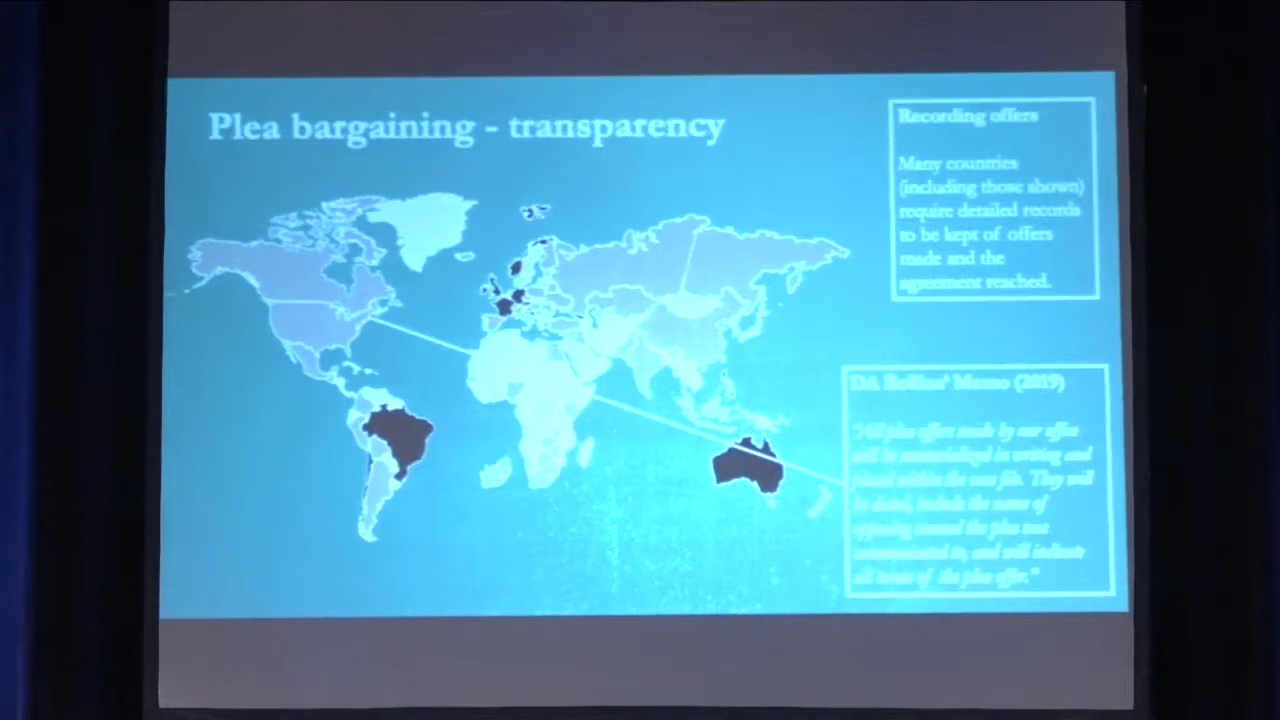 Plea bargaining - transparency
Recording offers
Many countries
(including those shown)
require detailed records
to be kept of offers
made and the
agreement reached.
DA Rollins' Memo (2019)
"All plea offers made by our office
will be memorialized in writing and
placed within the case file. They will
be dated, include the name of
opposing counsel the plea was
communicated to, and will indicate
all terms of the plea offer."